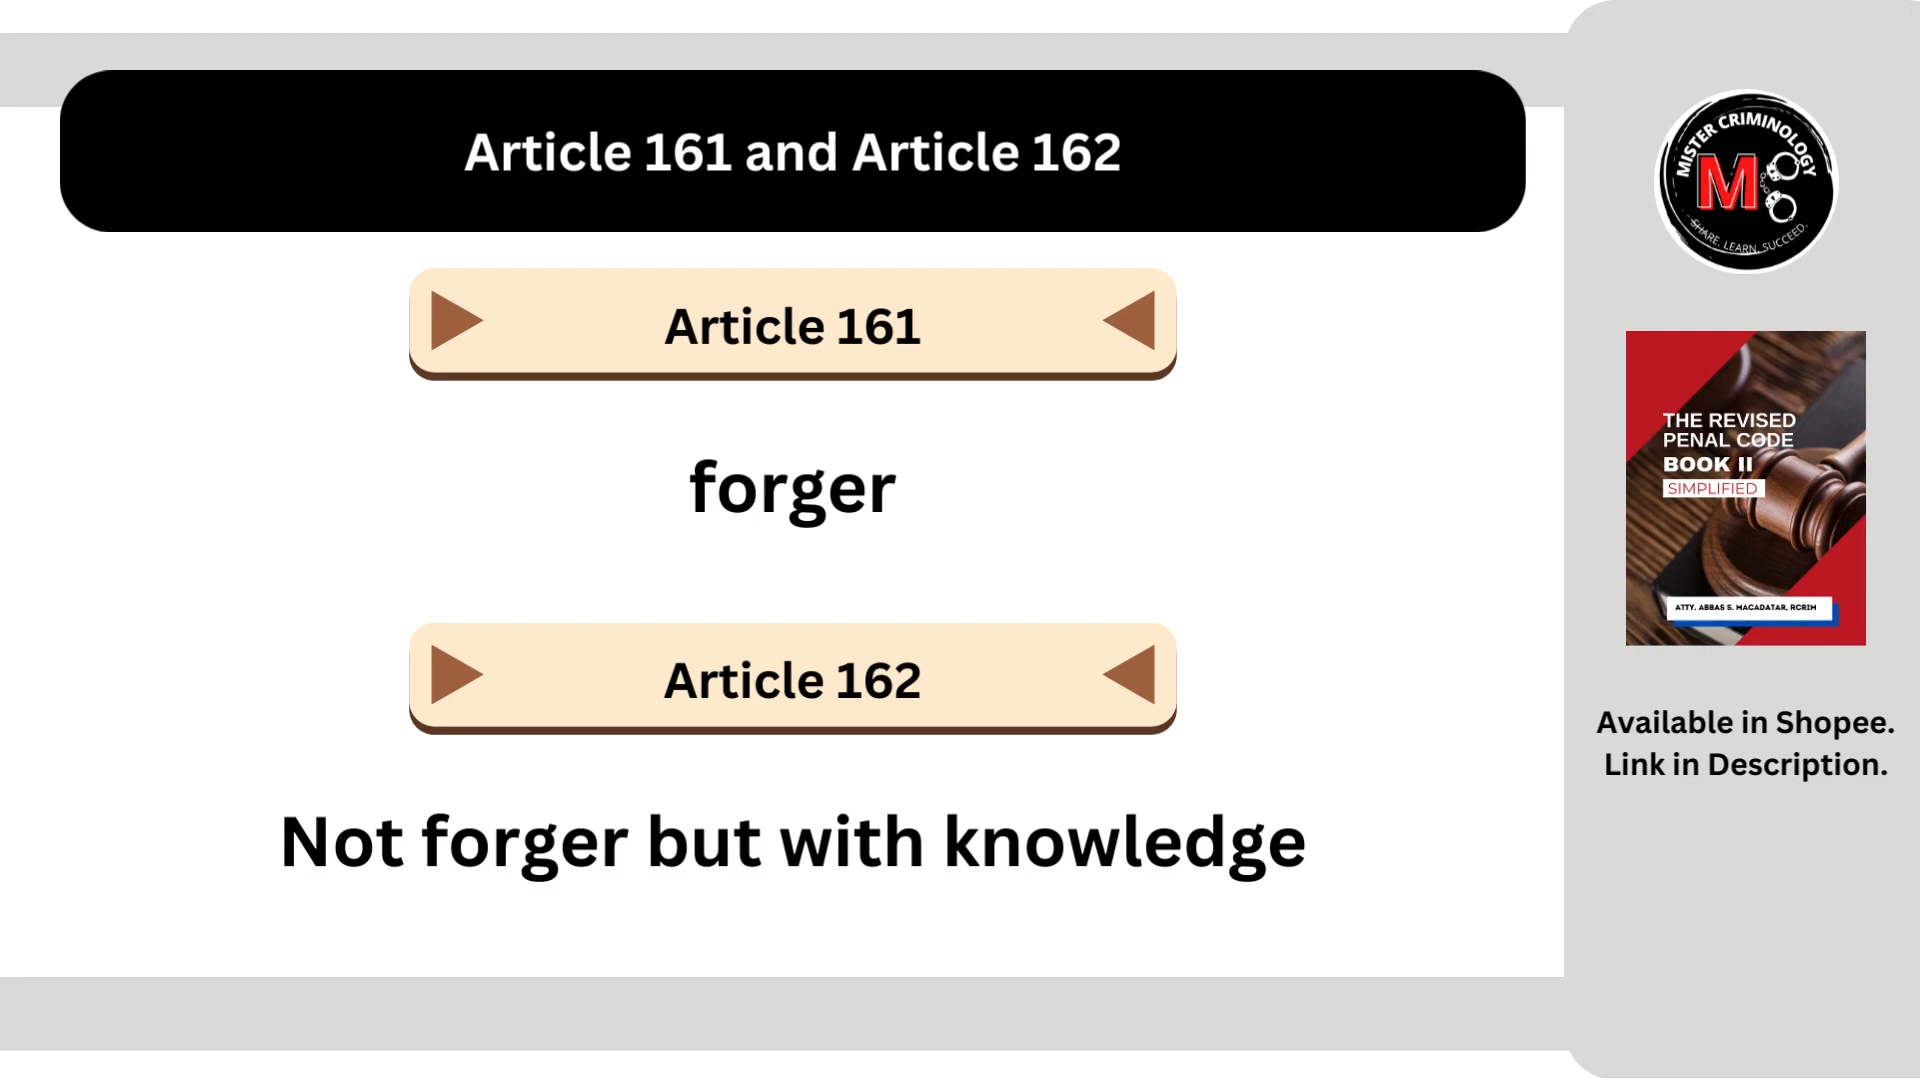 Article 161 and Article 162
Article 161
forger
Article 162
Not forger but with knowledge
MISTER CRIMINOLOGY
M
SHARE. LEARN. SUCCEED.
THE REVISED
PENAL CODE
BOOK II
SIMPLIFIED
ATTY. ABBAS S. MACADATAR, RCRIM
Available in Shopee.
Link in Description.